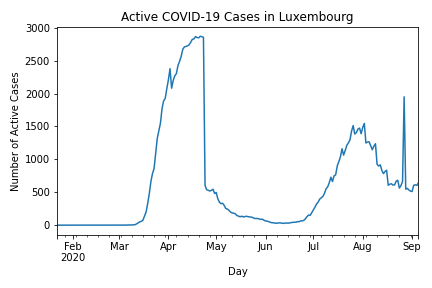 Active COVID-19 Cases in Luxembourg
Number of Active Cases
3000
2500
2000
1500
1000
500
0
Feb Mar Apr May Jun Jul Aug Sep
2020
Day